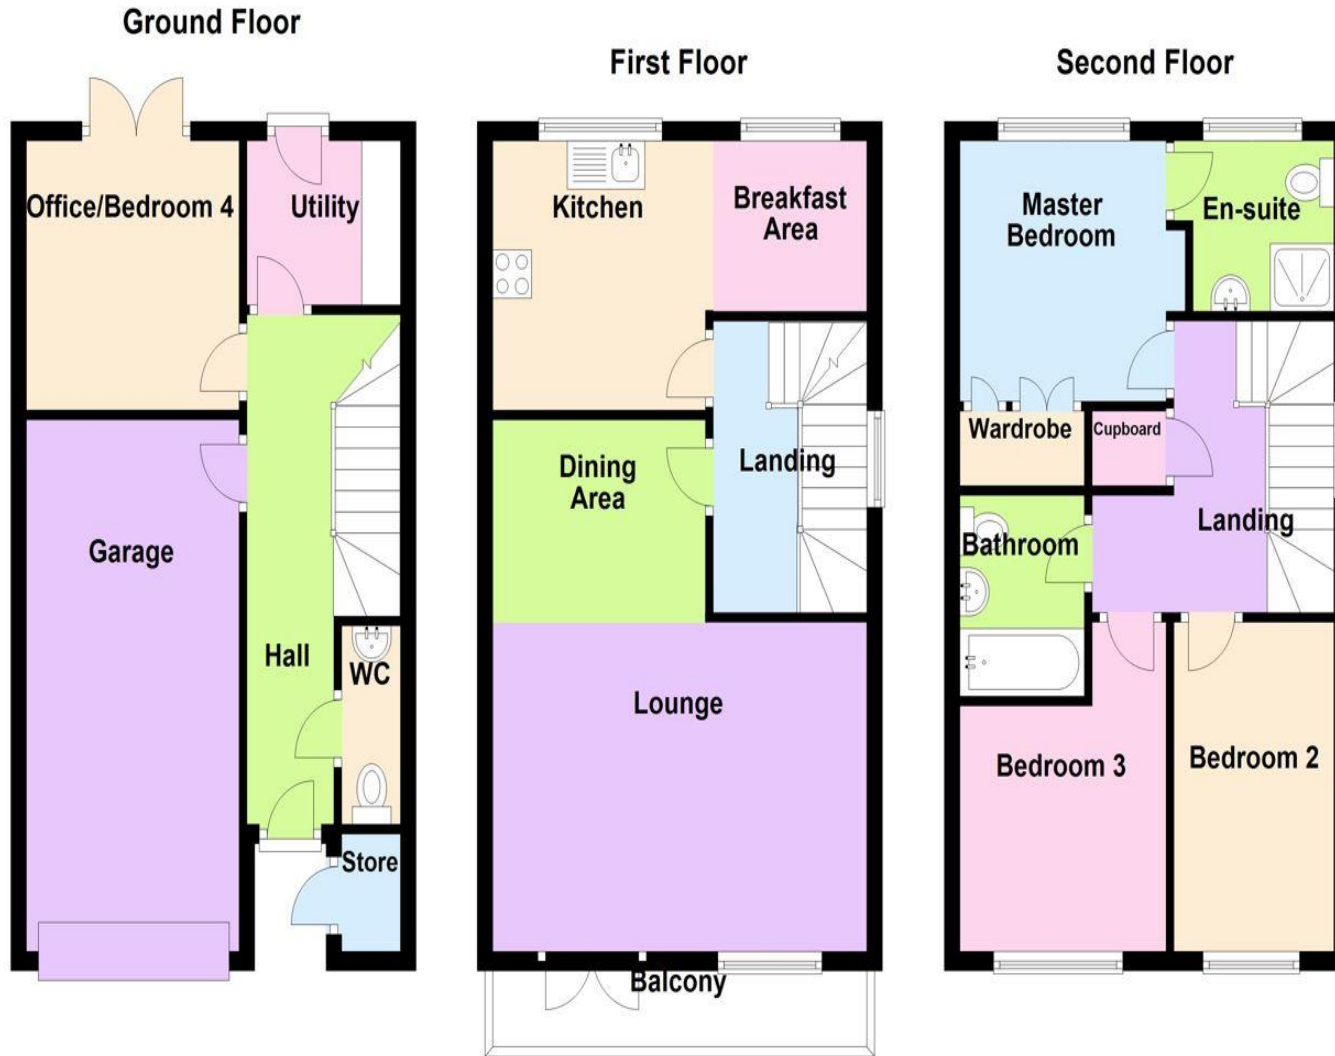 Ground Floor
Office/Bedroom 4
Utility
Garage
Hall
WC
Store
First Floor
Kitchen
Breakfast
Area
Dining
Area
Landing
Lounge
Balcony
Second Floor
Master
Bedroom
En-suite
Wardrobe
Cupboard
Landing
Bathroom
Bedroom 3
Bedroom 2